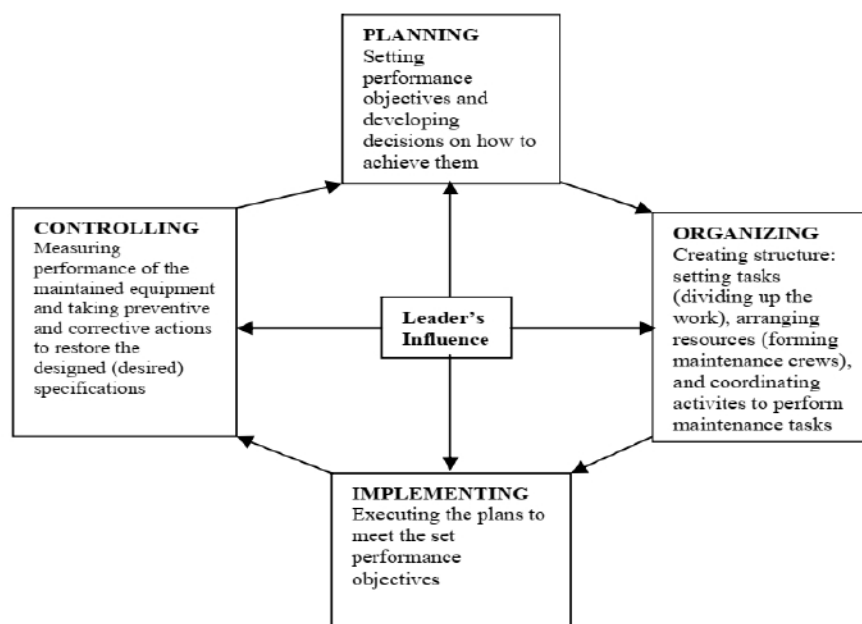 PLANNING
Setting
performance
objectives and
developing
decisions on how to
achieve them
CONTROLLING
Measuring
performance of the
maintained equipment
and taking preventive
and corrective actions
to restore the
designed (desired)
specifications
Leader's
Influence
ORGANIZING
Creating structure:
setting tasks
(dividing up the
work), arranging
resources (forming
maintenance crews),
and coordinating
activites to perform
maintenance tasks
IMPLEMENTING
Executing the plans to
meet the set
performance
objectives